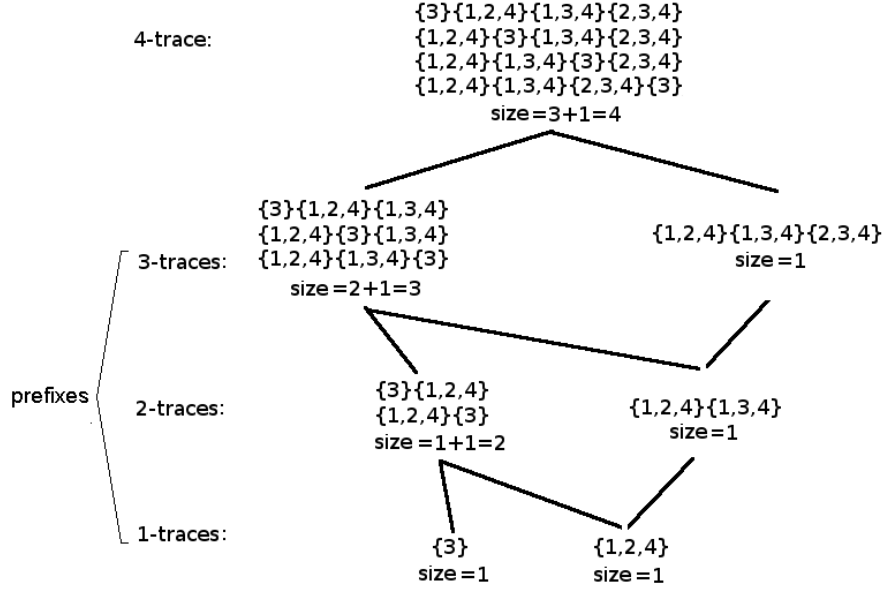 4-trace:
{3}{1,2,4}{1,3,4}{2,3,4}
{1,2,4}{3}{1,3,4}{2,3,4}
{1,2,4}{1,3,4}{3}{2,3,4}
{1,2,4}{1,3,4}{2,3,4}{3}
size=3+1=4
prefixes
3-traces:
{3}{1,2,4}{1,3,4}
{1,2,4}{3}{1,3,4}
{1,2,4}{1,3,4}{3}
size=2+1=3
{1,2,4}{1,3,4}{2,3,4}
size=1
2-traces:
{3}{1,2,4}
{1,2,4}{3}
size=1+1=2
{1,2,4}{1,3,4}
size=1
1-traces:
{3}
size=1
{1,2,4}
size=1